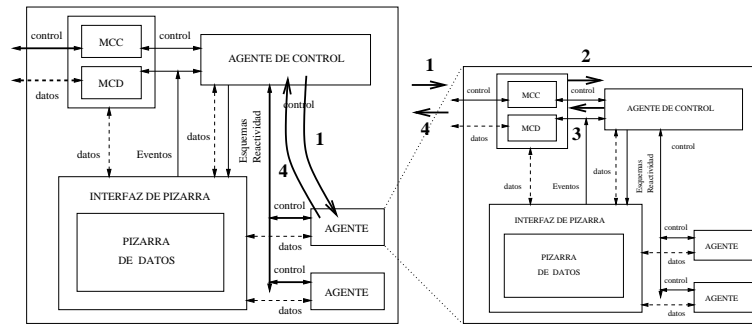 control
MCC
control
AGENTE DE CONTROL
MCD
datos
datos
Eventos
datos
Esquemas
Reactividad
control
1
4
INTERFAZ DE PIZARRA
PIZARRA
DE DATOS
control
AGENTE
datos
control
AGENTE
datos
1
2
control
MCC
control
AGENTE DE CONTROL
4
MCD
3
datos
control
datos
Eventos
datos
Esquemas
Reactividad
INTERFAZ DE PIZARRA
PIZARRA
DE DATOS
control
AGENTE
datos
control
AGENTE
datos